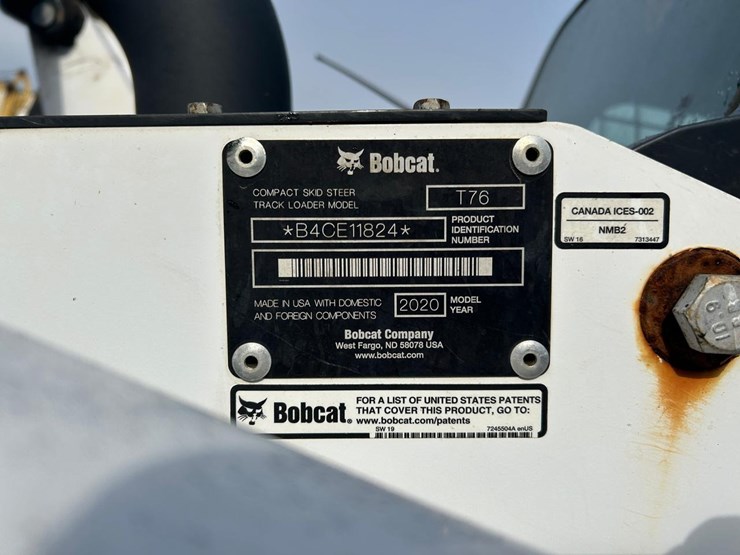 Bobcat.
COMPACT SKID STEER
TRACK LOADER MODEL
T76
*B4CE11824*
PRODUCT
IDENTIFICATION
NUMBER
MADE IN USA WITH DOMESTIC
AND FOREIGN COMPONENTS
2020
MODEL
YEAR
Bobcat Company
West Fargo, ND 58078 USA
www.bobcat.com
CANADA ICES-002
NMB2
SW 16 7313447
Bobcat®
FOR A LIST OF UNITED STATES PATENTS
THAT COVER THIS PRODUCT, GO TO:
www.bobcat.com/patents
SW 19 7245504A enUS
10.9